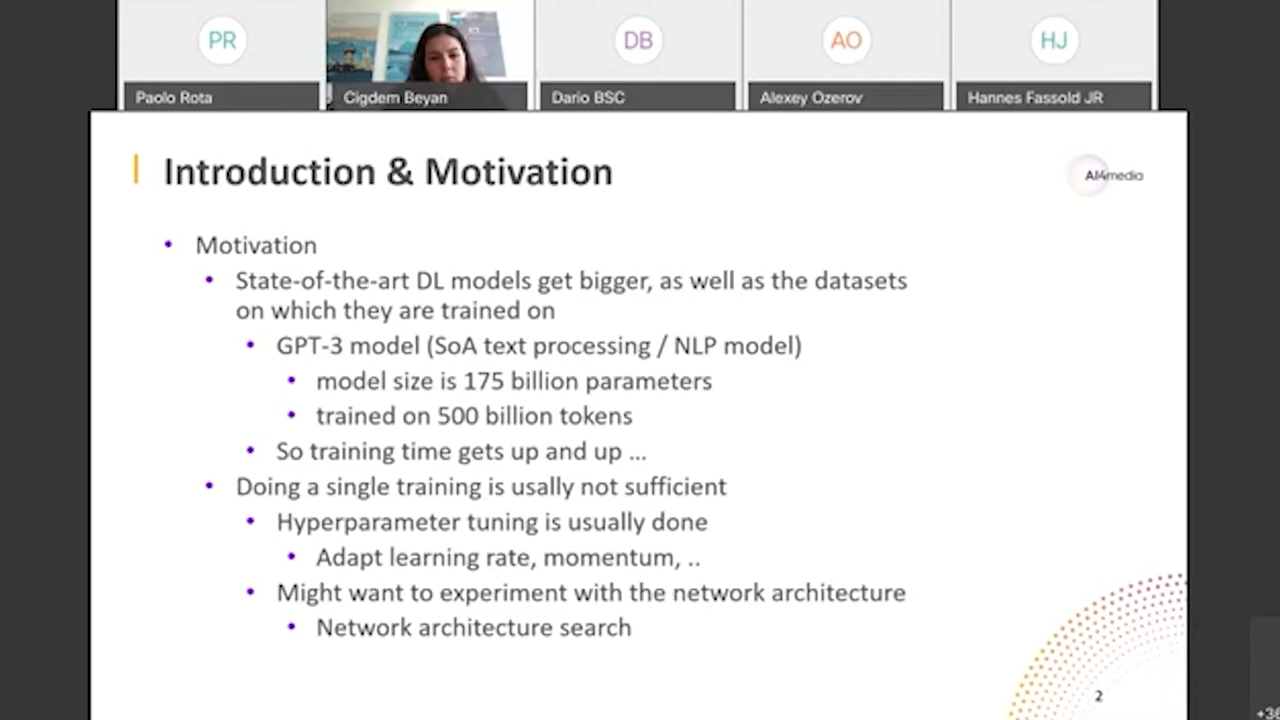 PR
DB
AO
HJ
Paolo Rota
Cigdem Beyan
Dario BSC
Alexey Ozerov
Hannes Fassold JR
Introduction & Motivation
AI4media
• Motivation
• State-of-the-art DL models get bigger, as well as the datasets
on which they are trained on
• GPT-3 model (SoA text processing / NLP model)
• model size is 175 billion parameters
• trained on 500 billion tokens
• So training time gets up and up ...
• Doing a single training is usally not sufficient
• Hyperparameter tuning is usually done
• Adapt learning rate, momentum, ..
• Might want to experiment with the network architecture
• Network architecture search
2